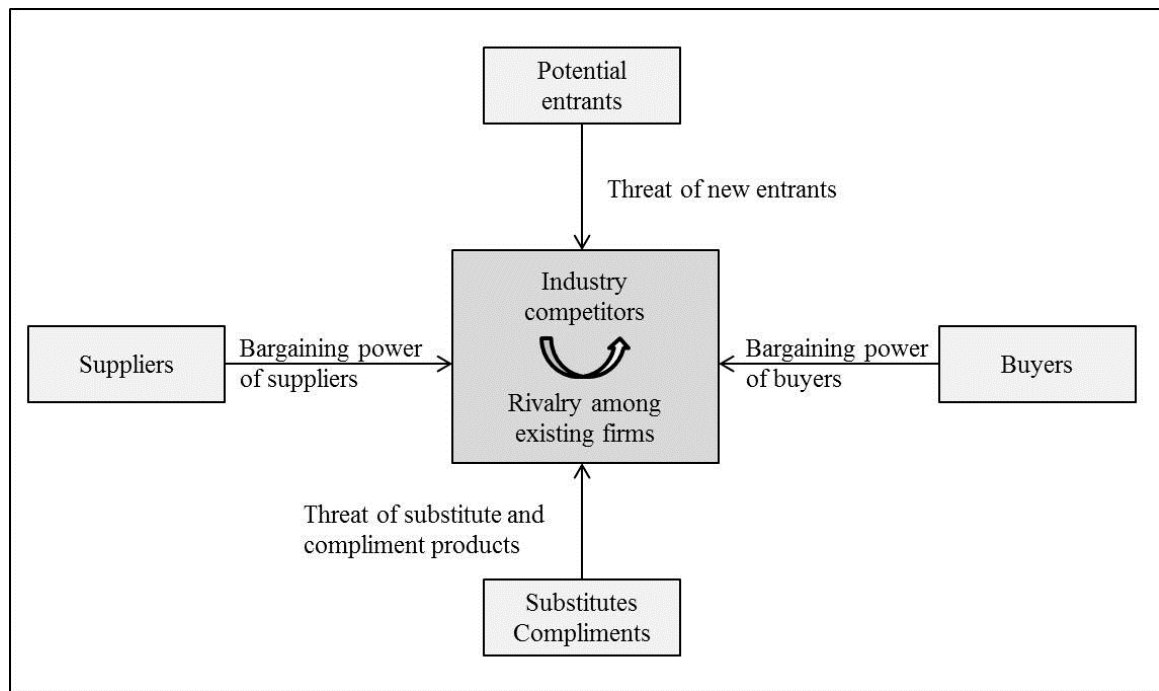 Potential
entrants
Threat of new entrants
Industry
competitors
Rivalry among
existing firms
Suppliers
Bargaining power
of suppliers
Bargaining power
of buyers
Buyers
Threat of substitute and
compliment products
Substitutes
Compliments